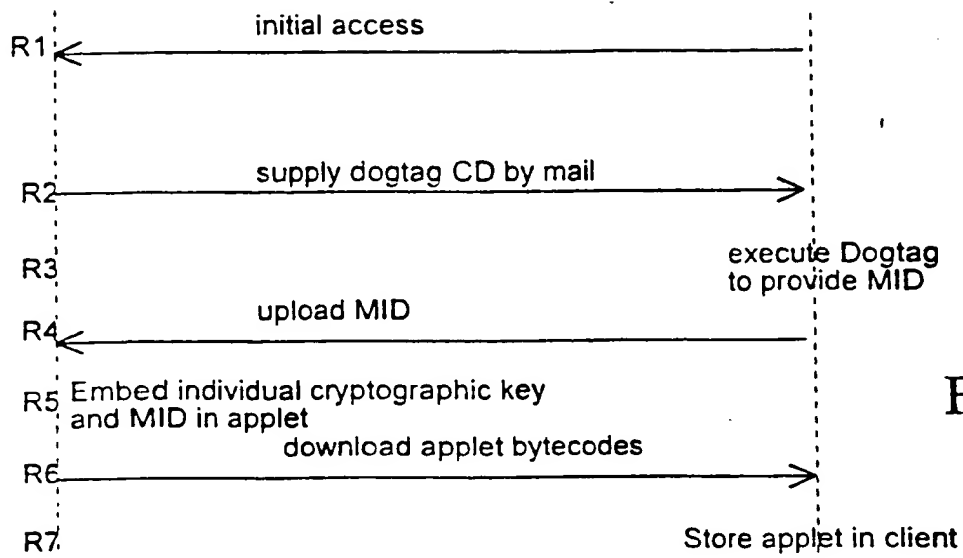 initial access
R1
supply dogtag CD by mail
R2
execute Dogtag
R3
to provide MID
upload MID
R4
Embed individual cryptographic key
R5
and MID in applet
F
download applet bytecodes
R6
R7
Store applet in client